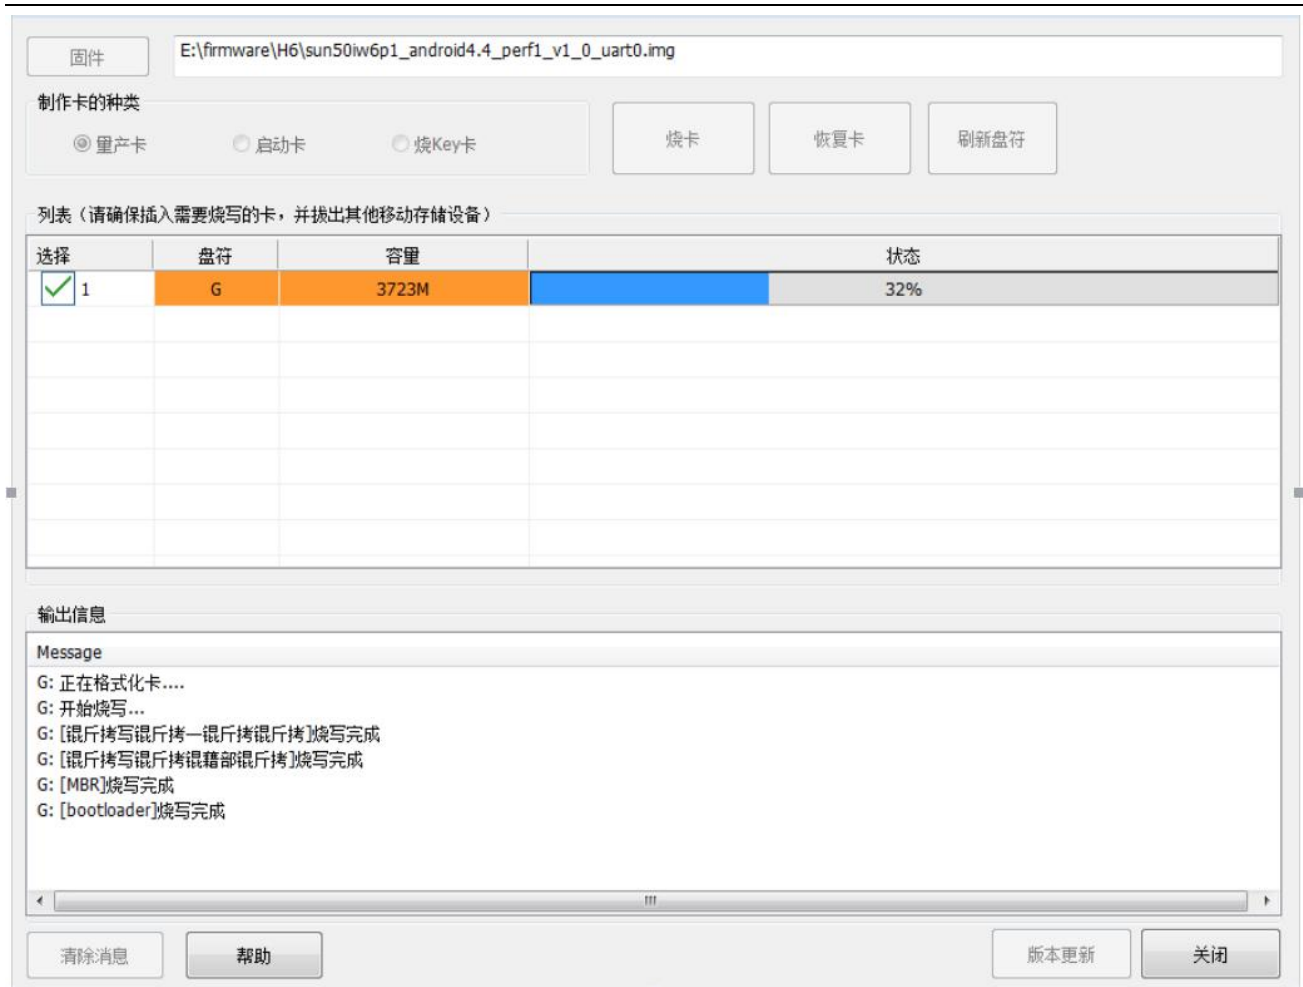 固件
E:\firmware\H6\sun50iw6p1_android4.4_perf1_v1_0_uart0.img
制作卡的种类
量产卡 启动卡 烧Key卡 烧卡 恢复卡 刷新盘符
列表（请确保插入需要烧写的卡，并拔出其他移动存储设备）
选择 盘符 容量 状态
1 G 3723M 32%
输出信息
Message
G: 正在格式化卡....
G: 开始烧写...
G: [锟斤拷写锟斤拷一锟斤拷锟斤拷]烧写完成
G: [锟斤拷写锟斤拷锟藉部锟斤拷]烧写完成
G: [MBR]烧写完成
G: [bootloader]烧写完成
清除消息 帮助 版本更新 关闭